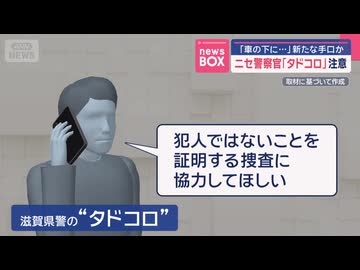 news
BOX
「車の下に…」新たな手口か
ニセ警察官「タドコロ」注意
取材に基づいて作成
犯人ではないことを
証明する捜査に
協力してほしい
滋賀県警の“タドコロ”